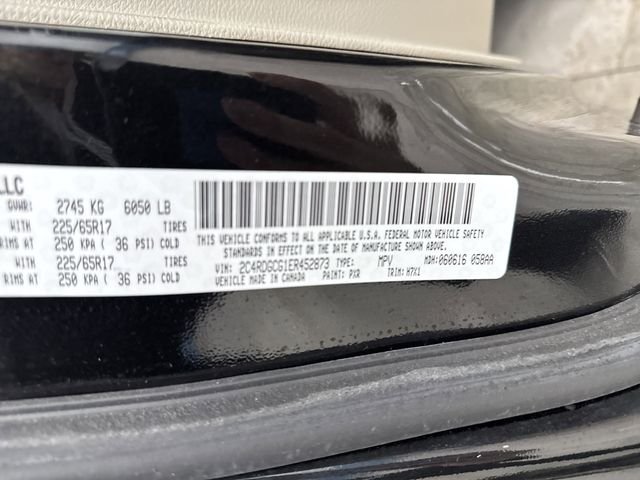 LLC
GVWR: 2745 KG 6050 LB
WITH 225/65R17 TIRES
RIMS AT 250 KPA ( 36 PSI) COLD
WITH 225/65R17 TIRES
RIMS AT 250 KPA ( 36 PSI) COLD
THIS VEHICLE CONFORMS TO ALL APPLICABLE U.S.A. FEDERAL MOTOR VEHICLE SAFETY
STANDARDS IN EFFECT ON THE DATE OF MANUFACTURE SHOWN ABOVE.
VIN: 2C4RDGCG1ER452873 TYPE: MPV MDH:060616 058AA
VEHICLE MADE IN CANADA PAINT: PXR TRIM: H7X1